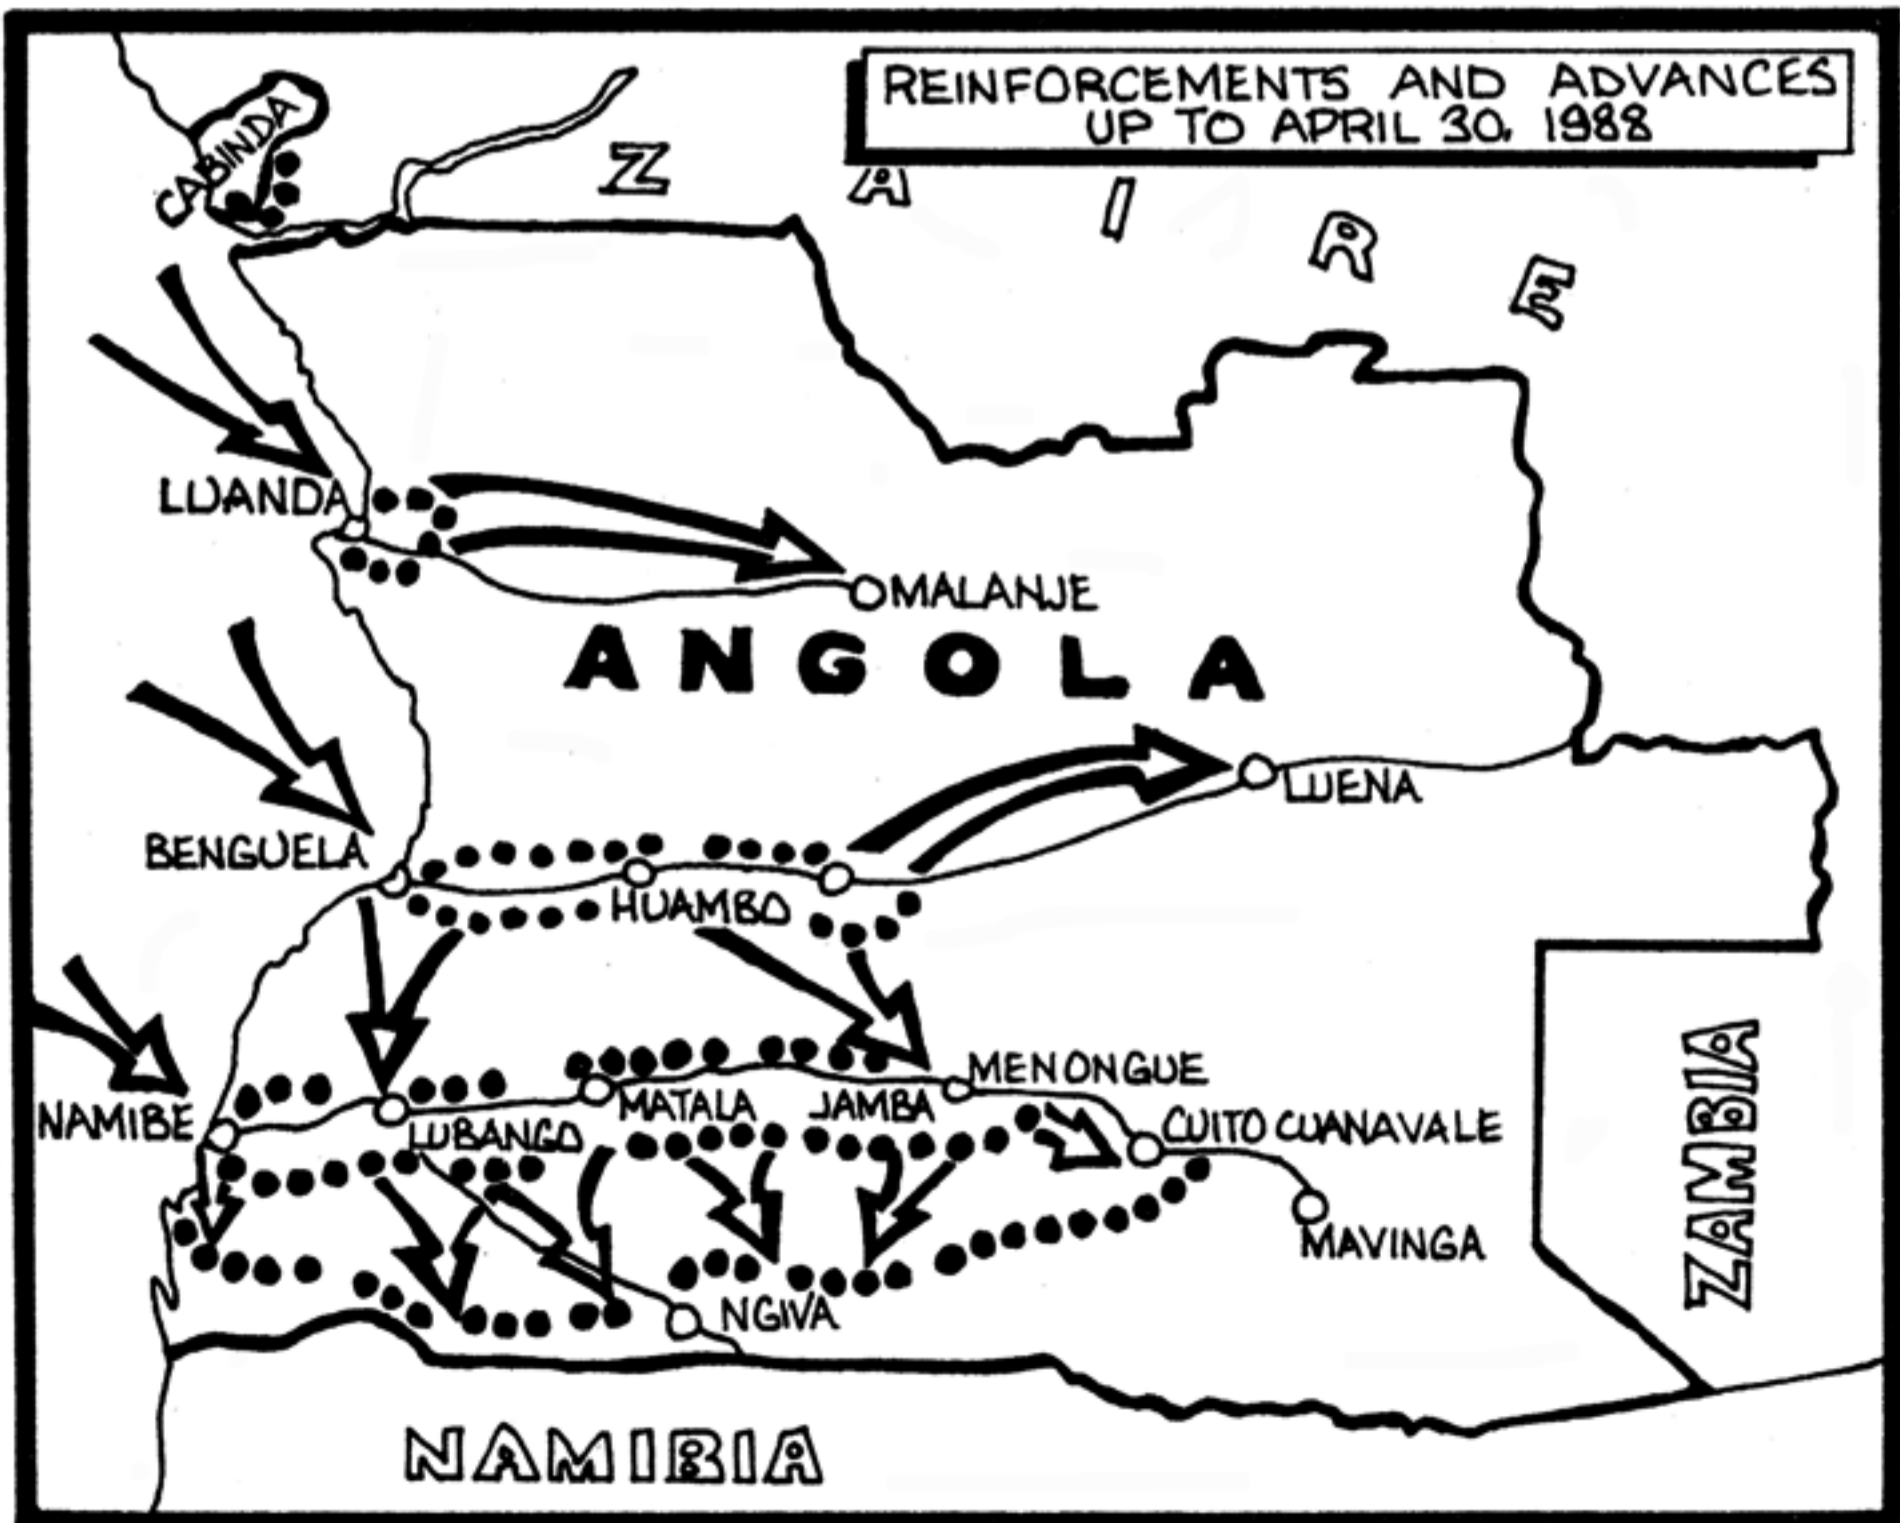 REINFORCEMENTS AND ADVANCES
UP TO APRIL 30, 1988
CABINDA
ZAIRE
LUANDA
MALANJE
ANGOLA
LUENA
BENGUELA
HUAMBO
MENONGUE
NAMIBE
LUBANGO
MATALA
JAMBA
CUITO CUANAVALE
MAVINGA
NGIVA
ZAMBIA
NAMIBIA